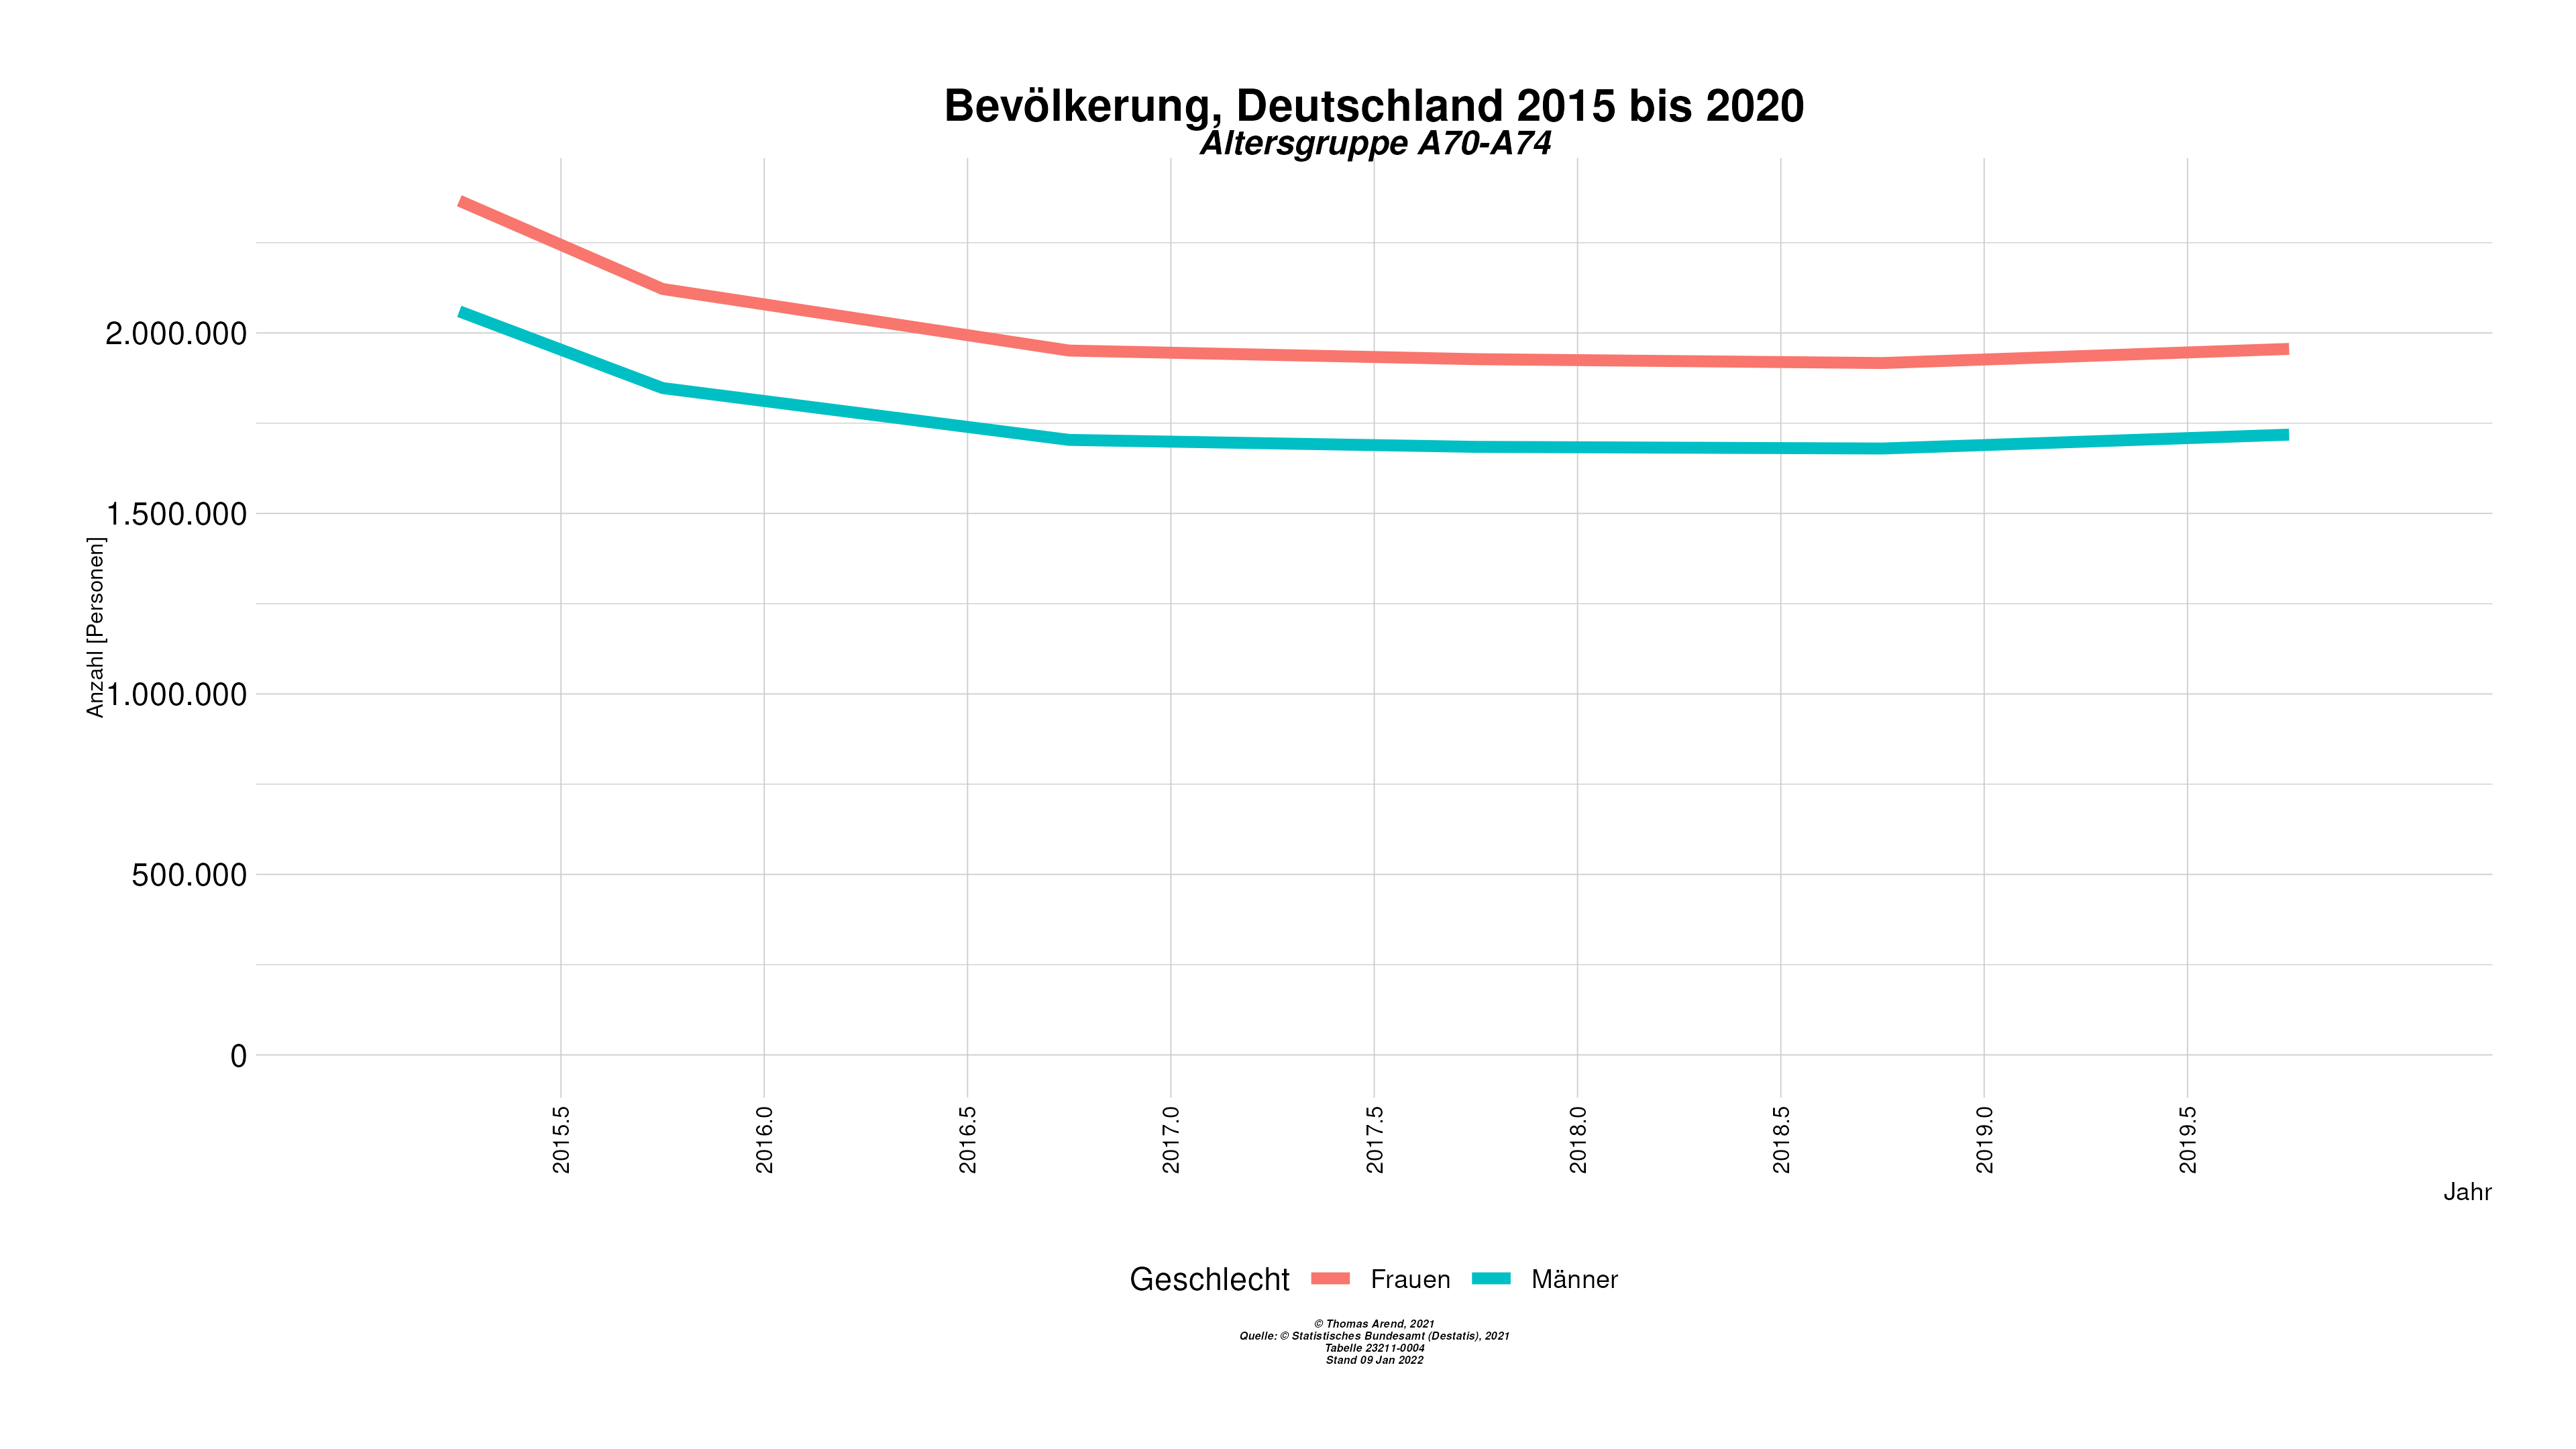 Bevölkerung, Deutschland 2015 bis 2020
Altersgruppe A70-A74
Anzahl [Personen]
2.000.000
1.500.000
1.000.000
500.000
0
2015.5
2016.0
2016.5
2017.0
2017.5
2018.0
2018.5
2019.0
2019.5
Jahr
Geschlecht Frauen Männer
© Thomas Arend, 2021
Quelle: © Statistisches Bundesamt (Destatis), 2021
Tabelle 23211-0004
Stand 09 Jan 2022